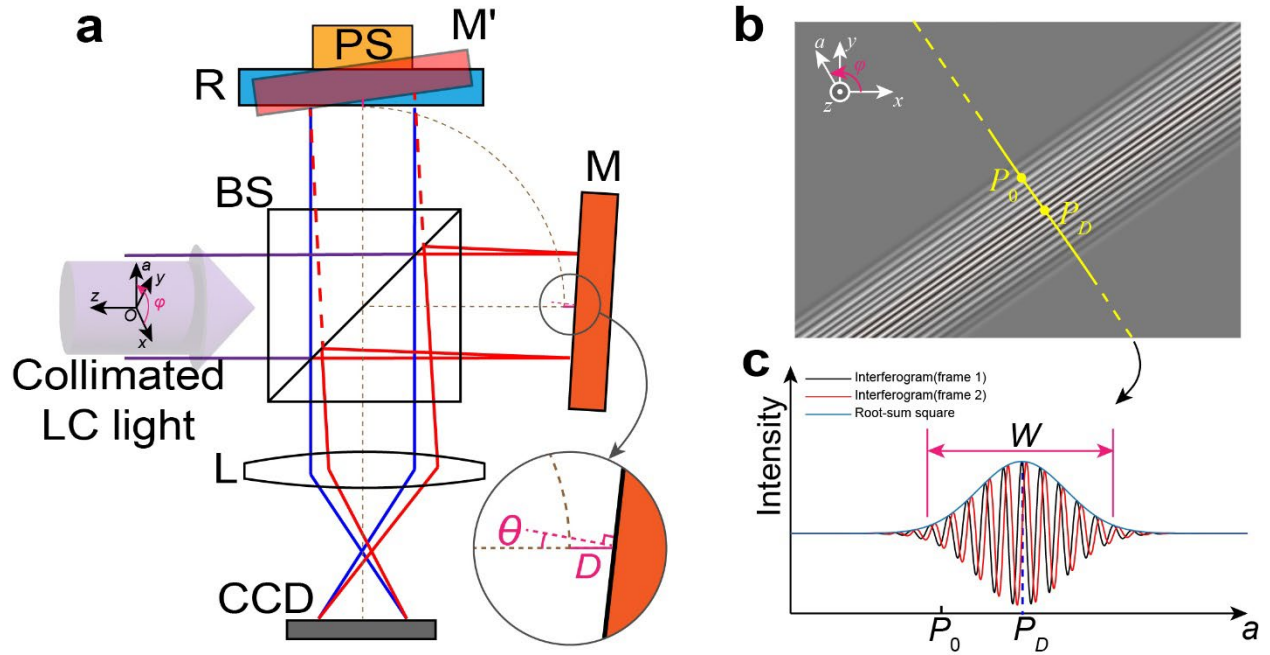 a
PS
M'
R
M
BS
a
y
z
φ
O
x
Collimated
LC light
L
θ
D
CCD
b
a
y
φ
z
x
P0
PD
c
Interferogram(frame 1)
Interferogram(frame 2)
Root-sum square
W
Intensity
P0
PD
a